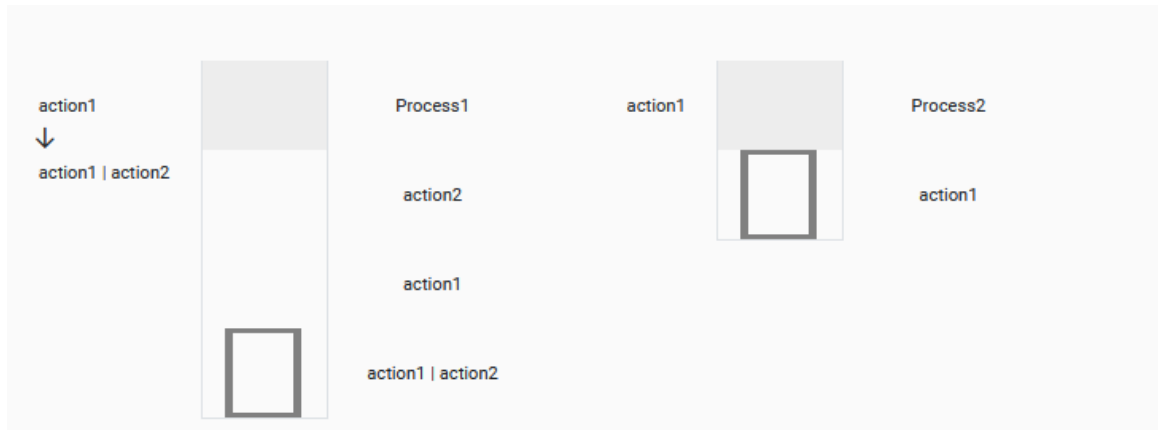 action1
↓
action1 | action2
Process1
action2
action1
action1 | action2
action1
Process2
action1